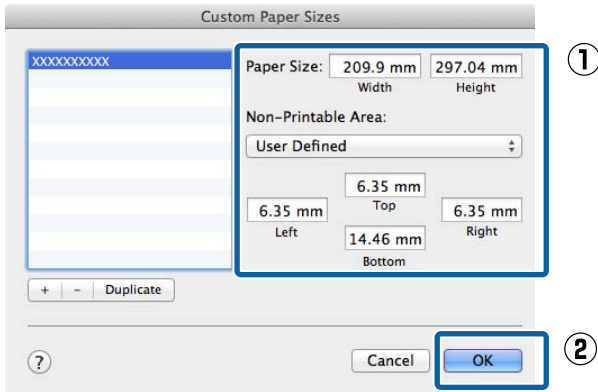 Custom Paper Sizes
XXXXXXXXXX
Paper Size: 209.9 mm 297.04 mm
Width Height
①
Non-Printable Area:
User Defined
6.35 mm
Top
6.35 mm 6.35 mm
Left Right
14.46 mm
Bottom
+ - Duplicate
? Cancel OK
②